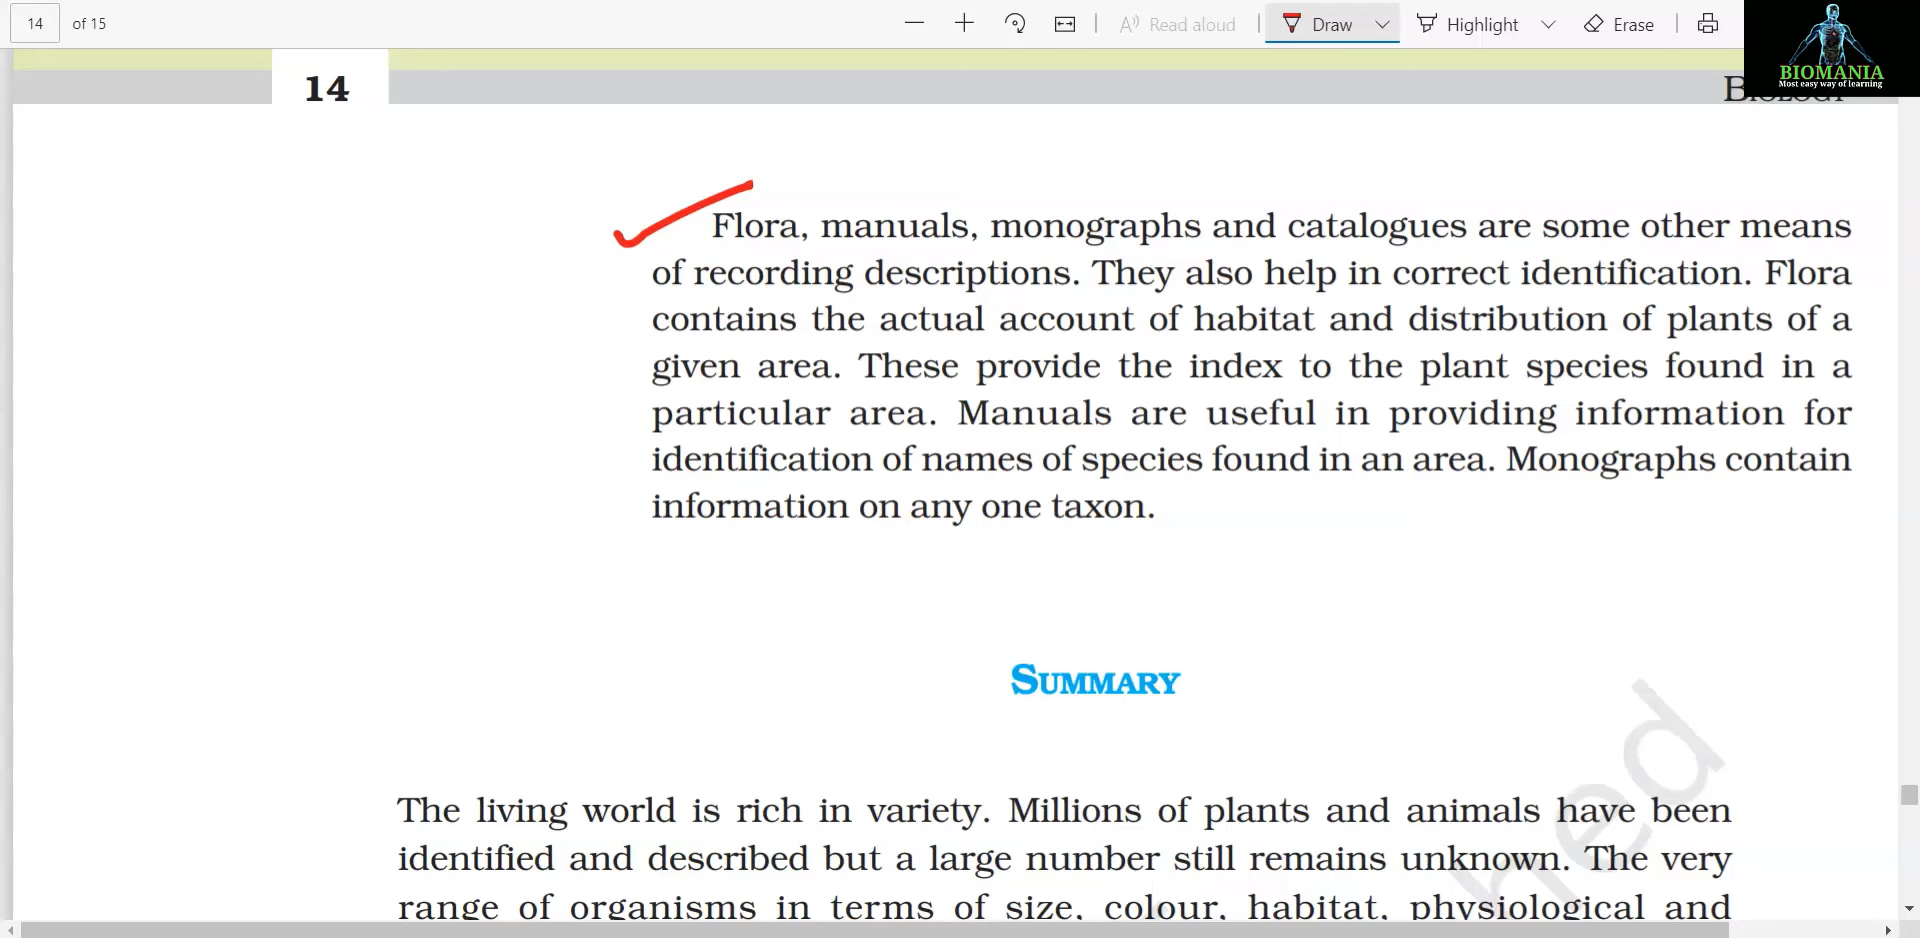 14 of 15 Read aloud Draw Highlight Erase
BIOMANIA
Most easy way of learning
14
Flora, manuals, monographs and catalogues are some other means
of recording descriptions. They also help in correct identification. Flora
contains the actual account of habitat and distribution of plants of a
given area. These provide the index to the plant species found in a
particular area. Manuals are useful in providing information for
identification of names of species found in an area. Monographs contain
information on any one taxon.
SUMMARY
The living world is rich in variety. Millions of plants and animals have been
identified and described but a large number still remains unknown. The very
range of organisms in terms of size, colour, habitat, physiological and
hed